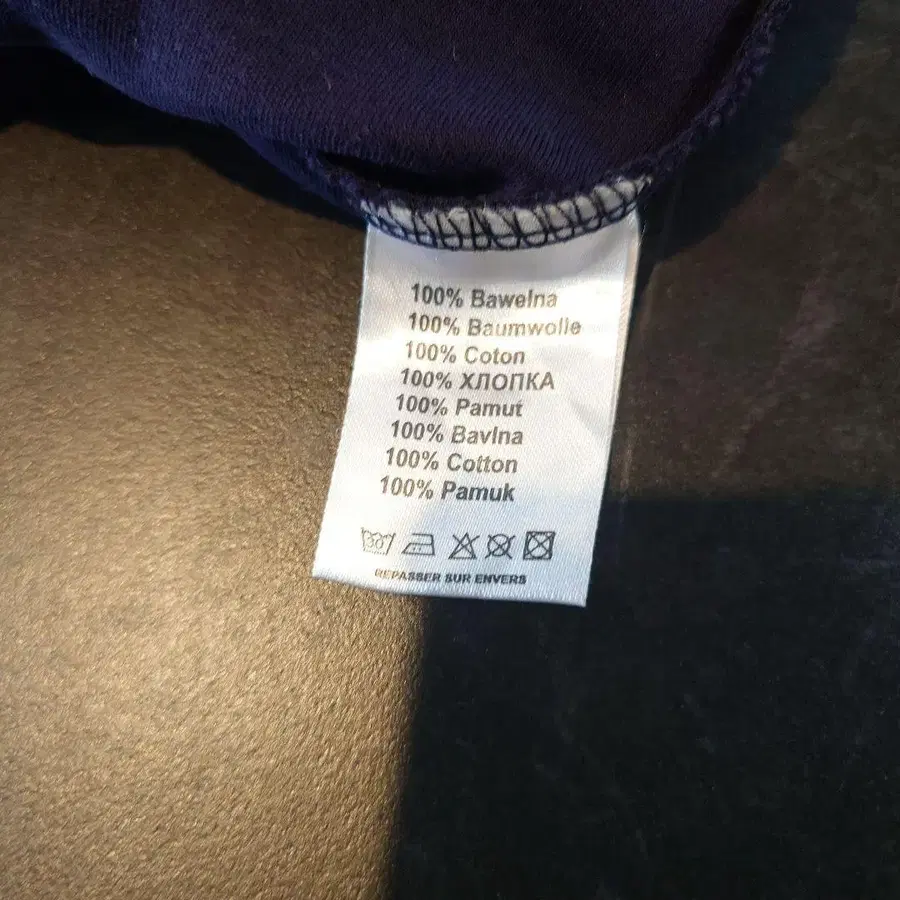 100% Bawelna
100% Baumwolle
100% Coton
100% ХЛОПКА
100% Pamut
100% Bavlna
100% Cotton
100% Pamuk
30
REPASSER SUR ENVERS